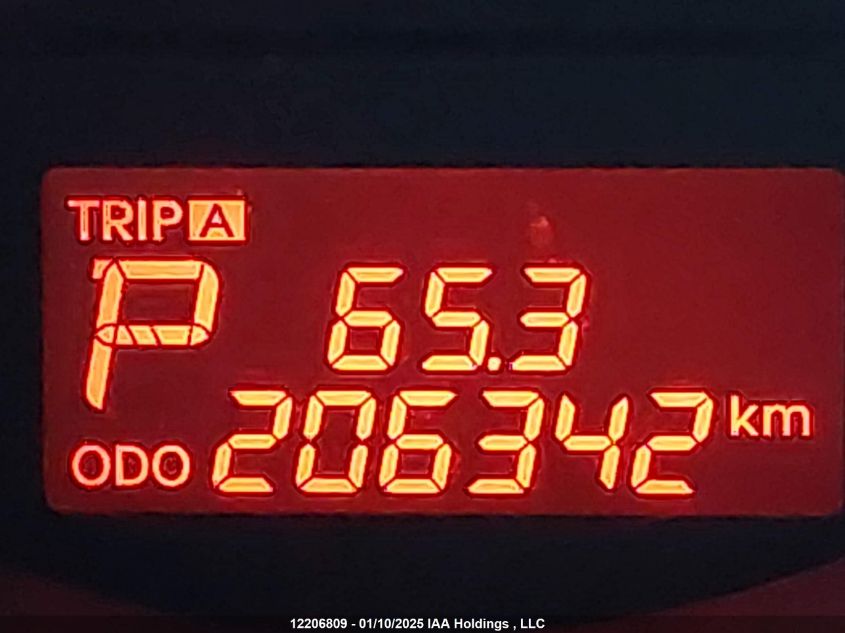 TRIP A
P 65.3
ODO 206342 km
12206809 - 01/10/2025 IAA Holdings , LLC